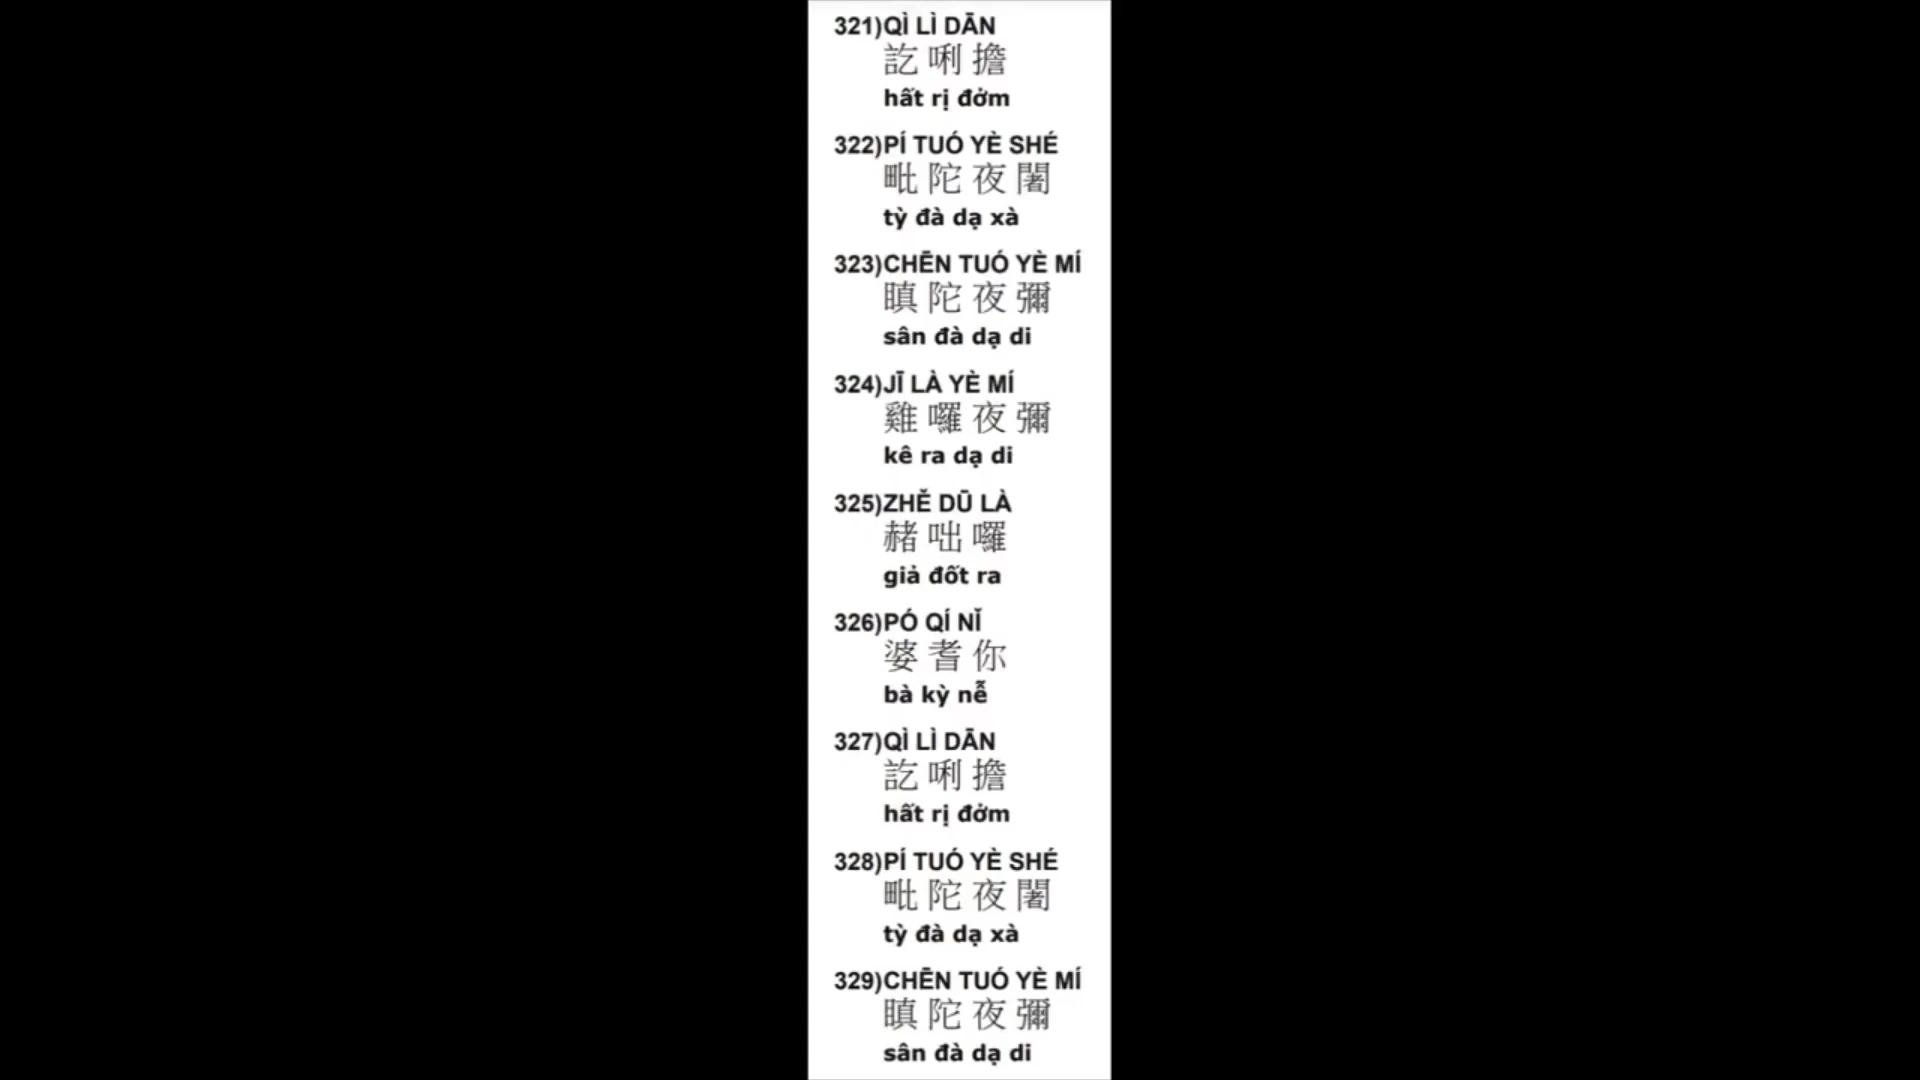 321)QÌ LÌ DĀN
訖 唎 擔
hất rị đởm
322)PÍ TUÓ YÈ SHÉ
毗 陀 夜 闍
tỳ đà dạ xà
323)CHĒN TUÓ YÈ MÍ
瞋 陀 夜 彌
sân đà dạ di
324)JĪ LÀ YÈ MÍ
雞 囉 夜 彌
kê ra dạ di
325)ZHĚ DŪ LÀ
赭 咄 囉
giả đốt ra
326)PÓ QÍ NǏ
婆 耆 你
bà kỳ nễ
327)QÌ LÌ DĀN
訖 唎 擔
hất rị đởm
328)PÍ TUÓ YÈ SHÉ
毗 陀 夜 闍
tỳ đà dạ xà
329)CHĒN TUÓ YÈ MÍ
瞋 陀 夜 彌
sân đà dạ di